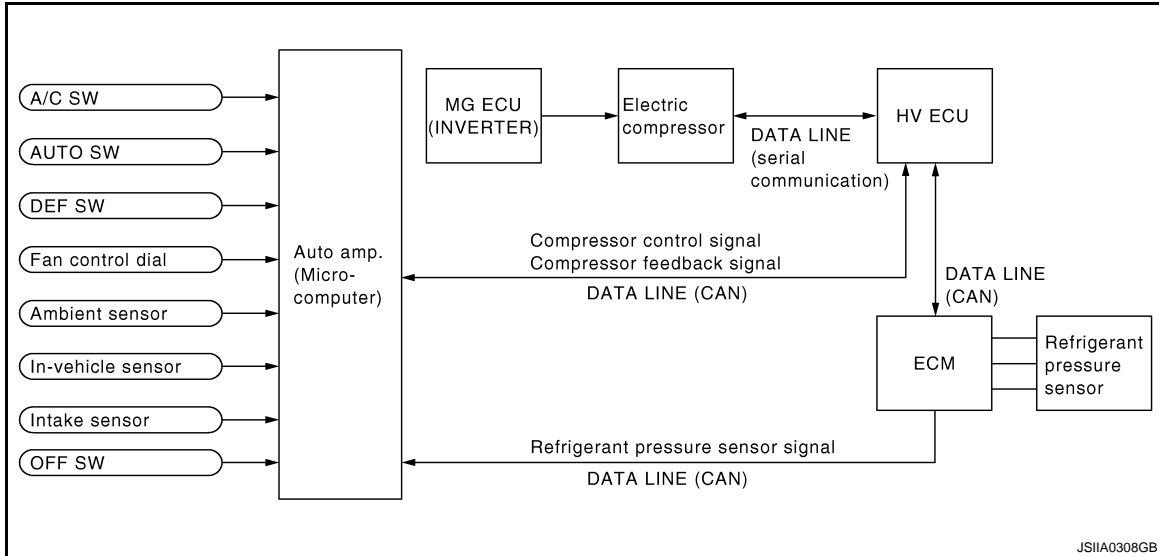 A/C SW
AUTO SW
DEF SW
Fan control dial
Ambient sensor
In-vehicle sensor
Intake sensor
OFF SW
Auto amp.
(Micro-
computer)
MG ECU
(INVERTER)
Electric
compressor
DATA LINE
(serial
communication)
HV ECU
Compressor control signal
Compressor feedback signal
DATA LINE (CAN)
DATA LINE
(CAN)
ECM
Refrigerant
pressure
sensor
Refrigerant pressure sensor signal
DATA LINE (CAN)
JSIIA0308GB